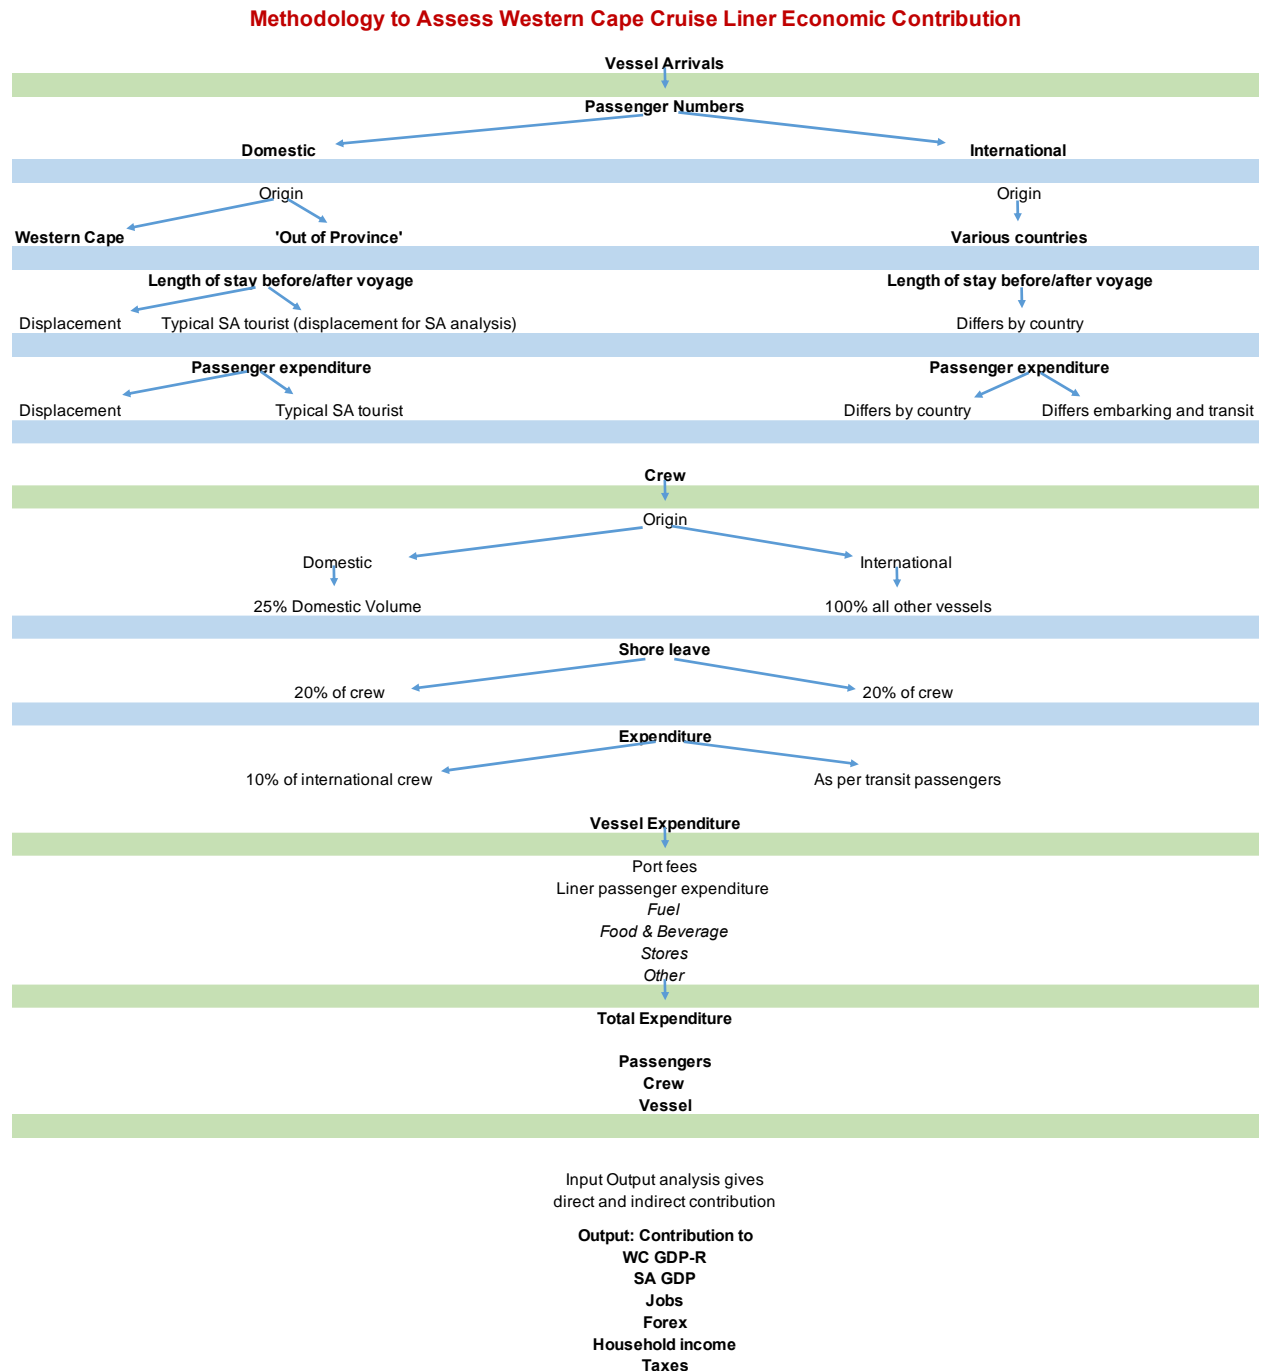 Methodology to Assess Western Cape Cruise Liner Economic Contribution
Vessel Arrivals
Passenger Numbers
Domestic
International
Origin
Origin
Western Cape
'Out of Province'
Various countries
Length of stay before/after voyage
Length of stay before/after voyage
Displacement
Typical SA tourist (displacement for SA analysis)
Differs by country
Passenger expenditure
Passenger expenditure
Displacement
Typical SA tourist
Differs by country
Differs embarking and transit
Crew
Origin
Domestic
International
25% Domestic Volume
100% all other vessels
Shore leave
20% of crew
20% of crew
Expenditure
10% of international crew
As per transit passengers
Vessel Expenditure
Port fees
Liner passenger expenditure
Fuel
Food & Beverage
Stores
Other
Total Expenditure
Passengers
Crew
Vessel
Input Output analysis gives
direct and indirect contribution
Output: Contribution to
WC GDP-R
SA GDP
Jobs
Forex
Household income
Taxes